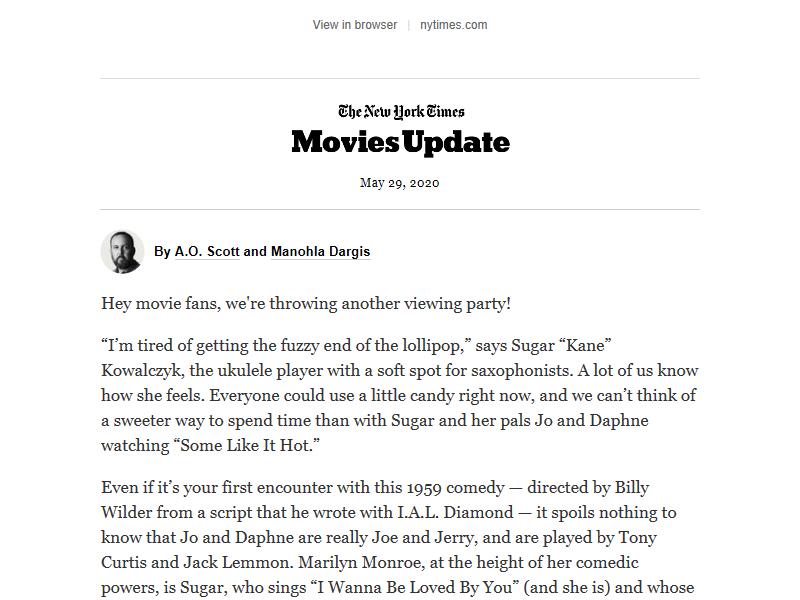 View in browser | nytimes.com
The New York Times
Movies Update
May 29, 2020
By A.O. Scott and Manohla Dargis
Hey movie fans, we're throwing another viewing party!
“I’m tired of getting the fuzzy end of the lollipop,” says Sugar “Kane”
Kowalczyk, the ukulele player with a soft spot for saxophonists. A lot of us know
how she feels. Everyone could use a little candy right now, and we can’t think of
a sweeter way to spend time than with Sugar and her pals Jo and Daphne
watching “Some Like It Hot.”
Even if it’s your first encounter with this 1959 comedy — directed by Billy
Wilder from a script that he wrote with I.A.L. Diamond — it spoils nothing to
know that Jo and Daphne are really Joe and Jerry, and are played by Tony
Curtis and Jack Lemmon. Marilyn Monroe, at the height of her comedic
powers, is Sugar, who sings “I Wanna Be Loved By You” (and she is) and whose